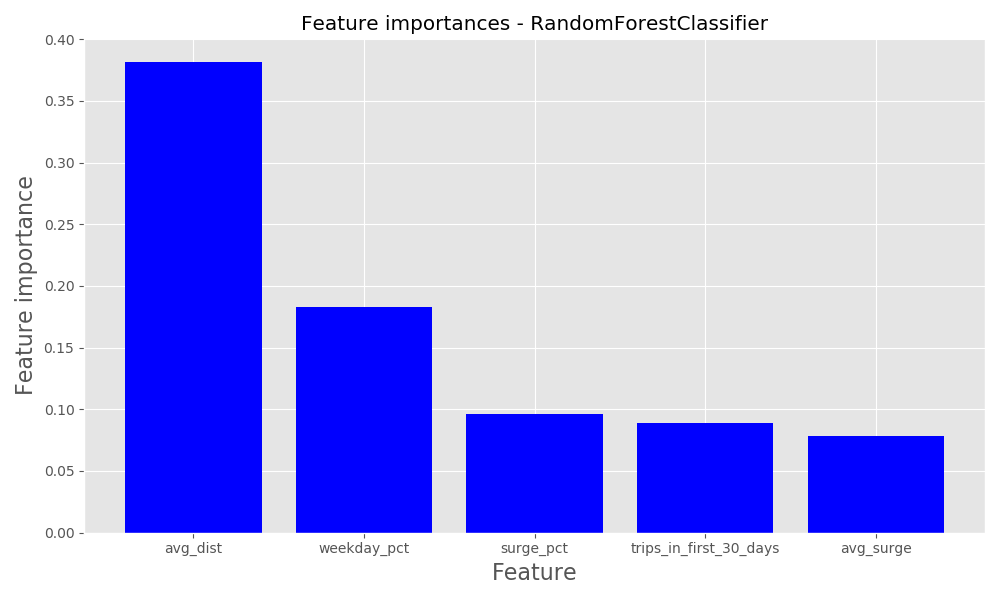 Feature importances - RandomForestClassifier
Feature importance
0.40
0.35
0.30
0.25
0.20
0.15
0.10
0.05
0.00
avg_dist
weekday_pct
surge_pct
trips_in_first_30_days
avg_surge
Feature